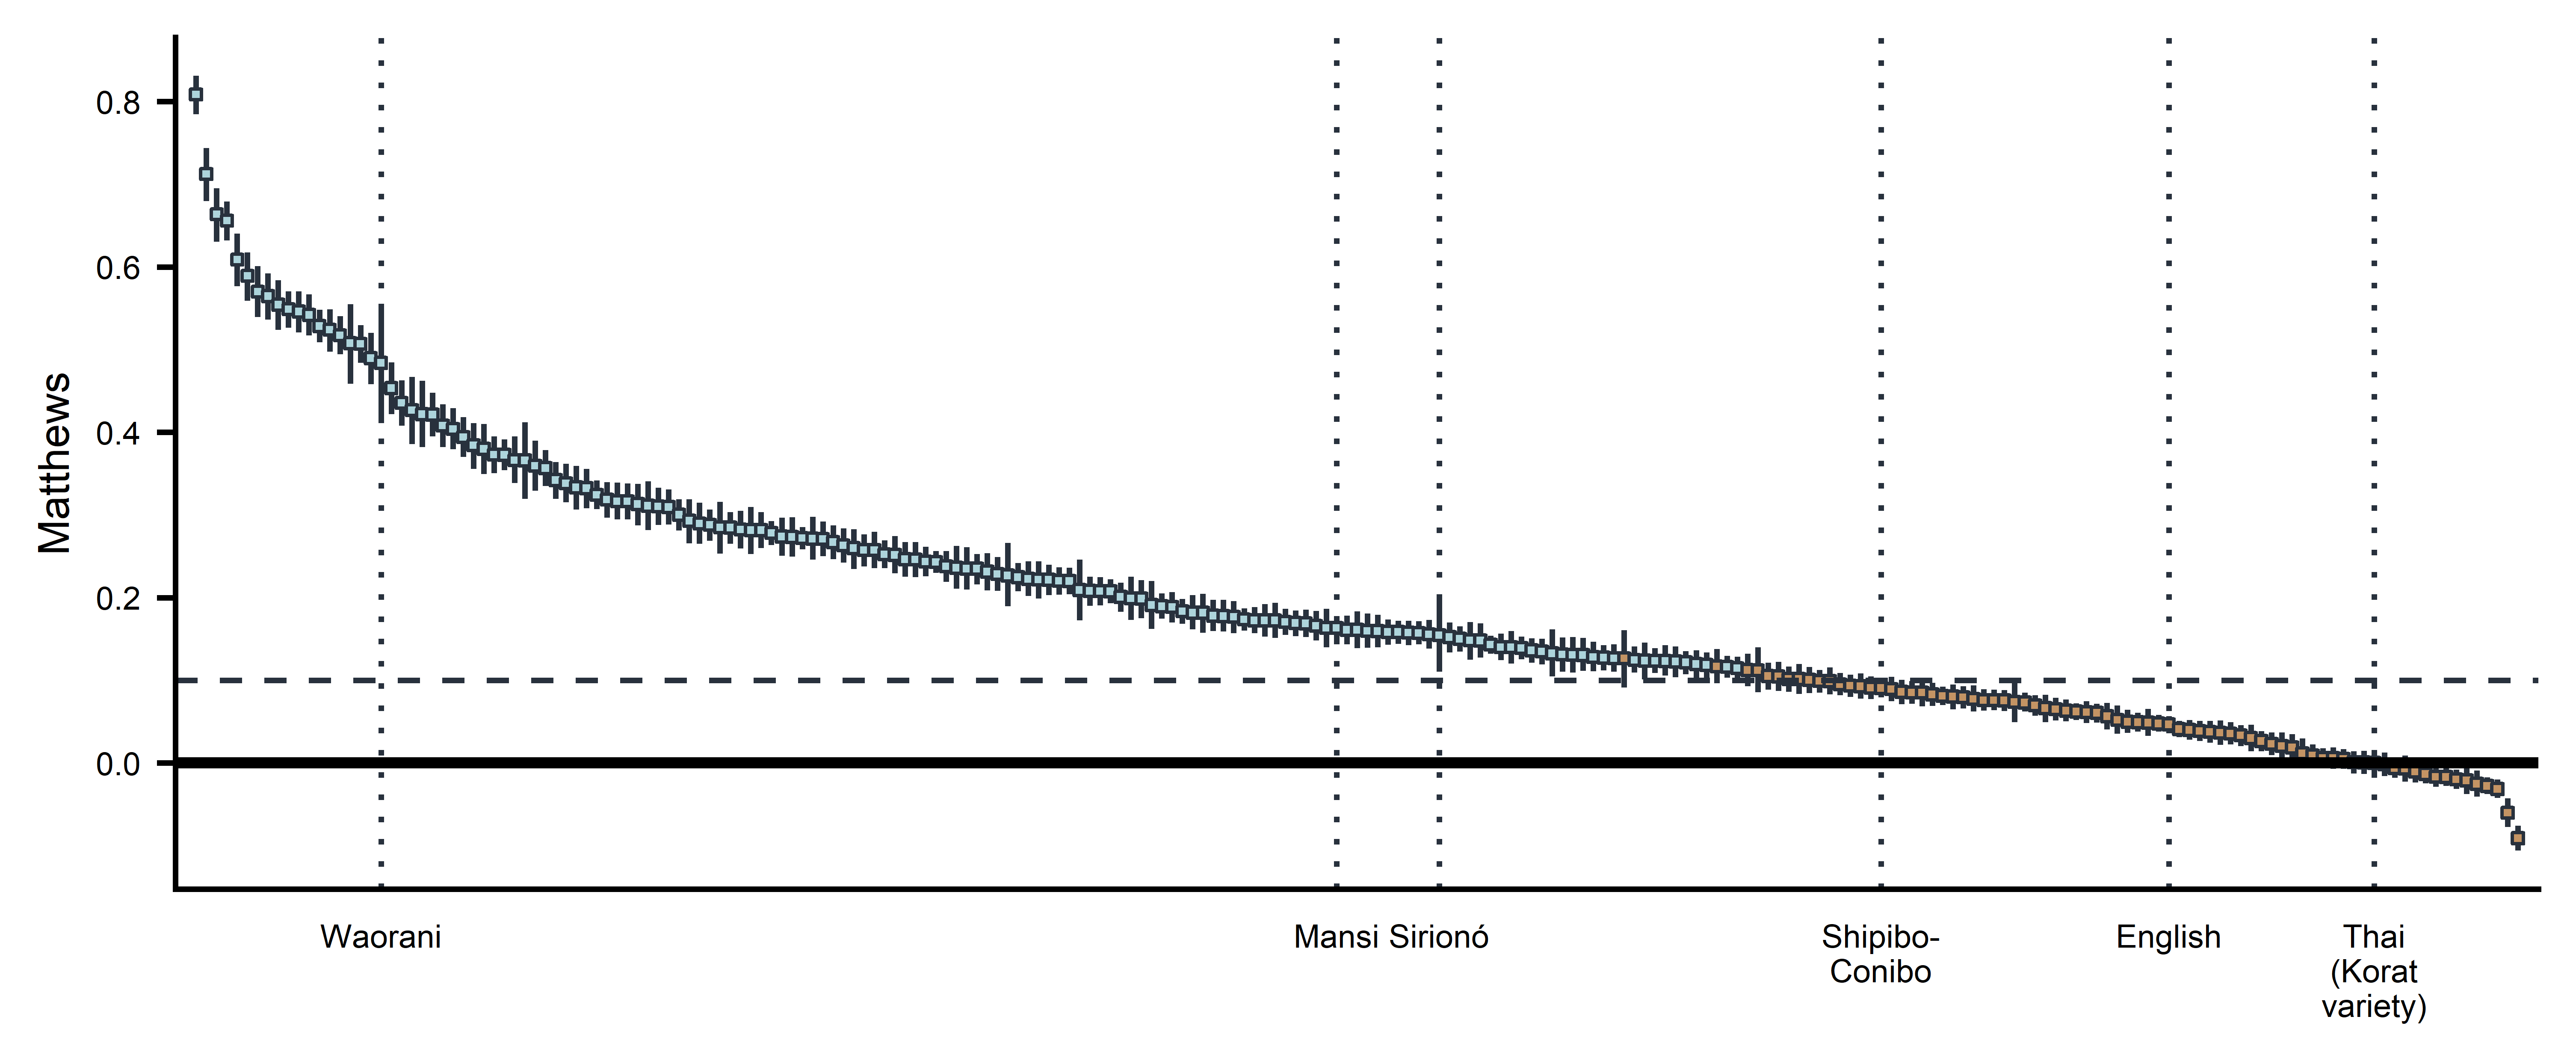 Matthews
0.8
0.6
0.4
0.2
0.0
Waorani
Mansi
Sirionó
Shipibo-
Conibo
English
Thai
(Korat
variety)